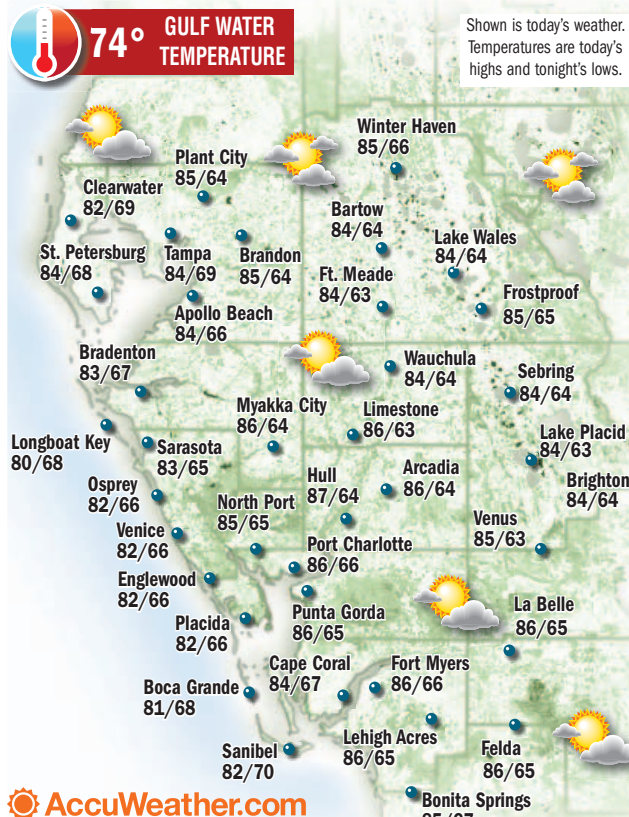 74°
GULF WATER
TEMPERATURE
Shown is today's weather.
Temperatures are today's
highs and tonight's lows.
Winter Haven
85/66
Plant City
85/64
Clearwater
82/69
Bartow
84/64
Lake Wales
84/64
St. Petersburg
84/68
Tampa
84/69
Brandon
85/64
Ft. Meade
84/63
Frostproof
85/65
Apollo Beach
84/66
Bradenton
83/67
Wauchula
84/64
Sebring
84/64
Myakka City
86/64
Limestone
86/63
Longboat Key
80/68
Sarasota
83/65
Lake Placid
84/63
Osprey
82/66
Hull
87/64
Arcadia
86/64
Brighton
84/64
North Port
85/65
Venus
85/63
Venice
82/66
Port Charlotte
86/66
Englewood
82/66
Punta Gorda
86/65
La Belle
86/65
Placida
82/66
Cape Coral
84/67
Fort Myers
86/66
Boca Grande
81/68
Lehigh Acres
86/65
Felda
86/65
Sanibel
82/70
AccuWeather.com
Bonita Springs